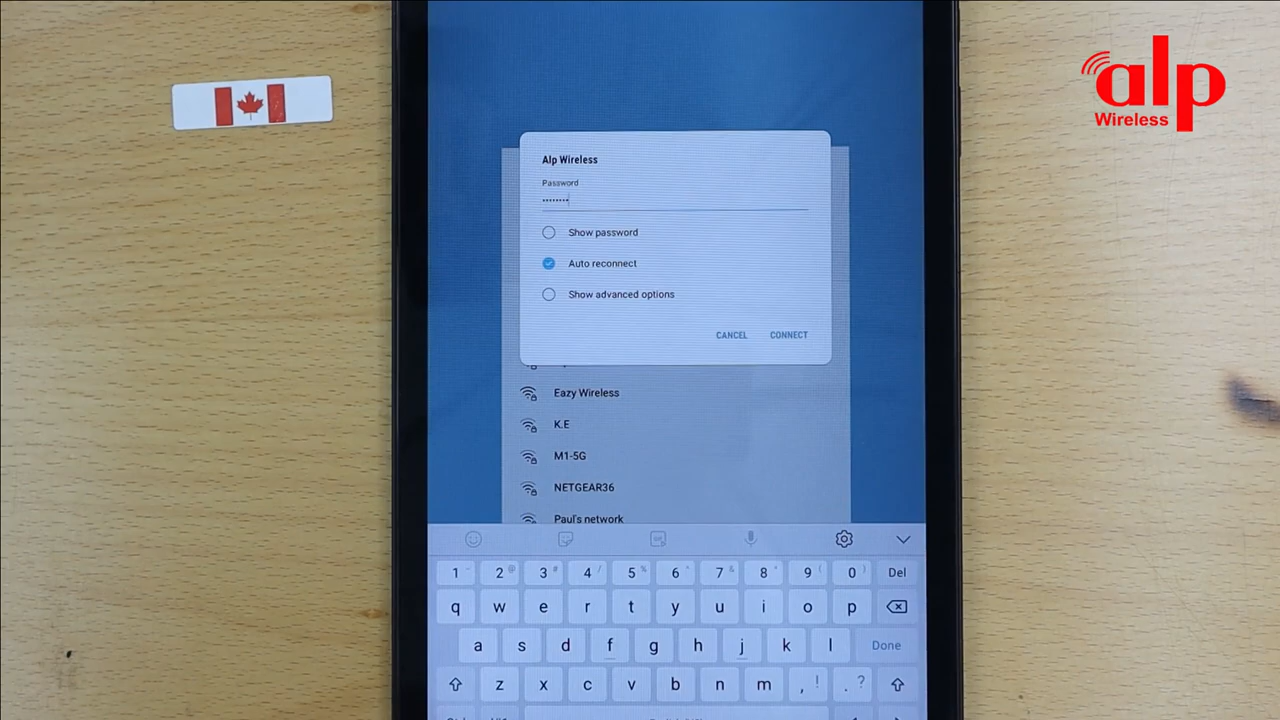 alp
Wireless
Alp Wireless
Password
Show password
Auto reconnect
Show advanced options
CANCEL CONNECT
Eazy Wireless
K.E
M1-5G
NETGEAR36
Paul's network
1 2 @ 3 # 4 / 5 % 6 ^ 7 & 8 * 9 ( 0 ) Del
q w e r t y u i o p
a s d f g h j k l Done
z x c v b n m , ! . ?